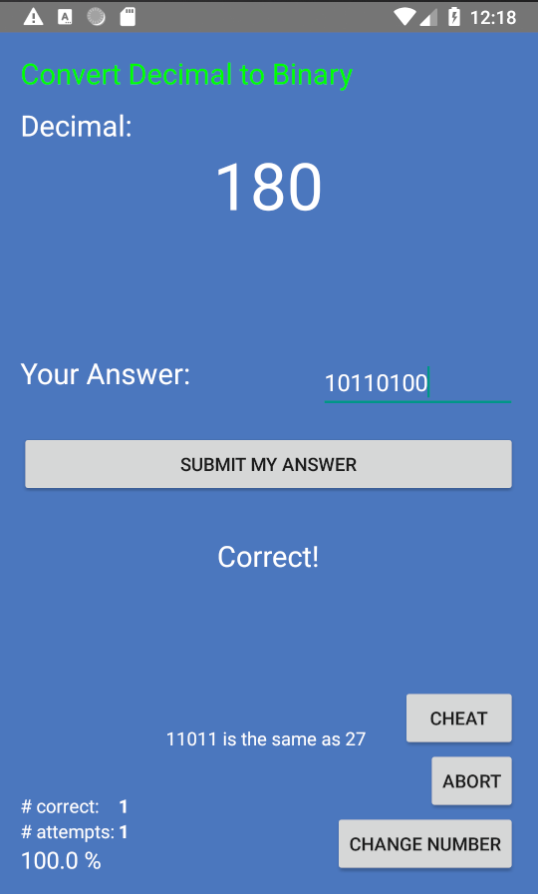 12:18
Convert Decimal to Binary
Decimal:
180
Your Answer:
10110100
SUBMIT MY ANSWER
Correct!
CHEAT
11011 is the same as 27
ABORT
# correct: 1
# attempts: 1
CHANGE NUMBER
100.0 %